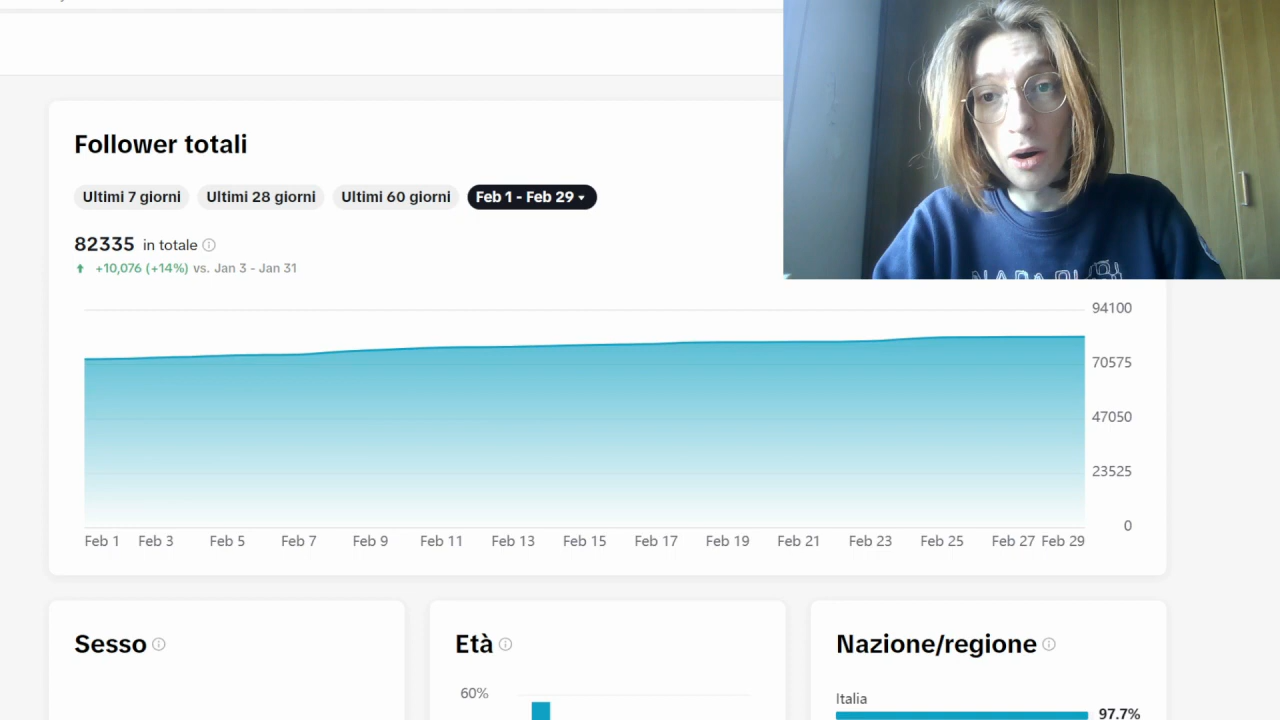 Follower totali
Ultimi 7 giorni Ultimi 28 giorni Ultimi 60 giorni Feb 1 - Feb 29
82335 in totale
+10,076 (+14%) vs. Jan 3 - Jan 31
94100
70575
47050
23525
0
Feb 1 Feb 3 Feb 5 Feb 7 Feb 9 Feb 11 Feb 13 Feb 15 Feb 17 Feb 19 Feb 21 Feb 23 Feb 25 Feb 27 Feb 29
Sesso
Età
60%
Nazione/regione
Italia
97.7%